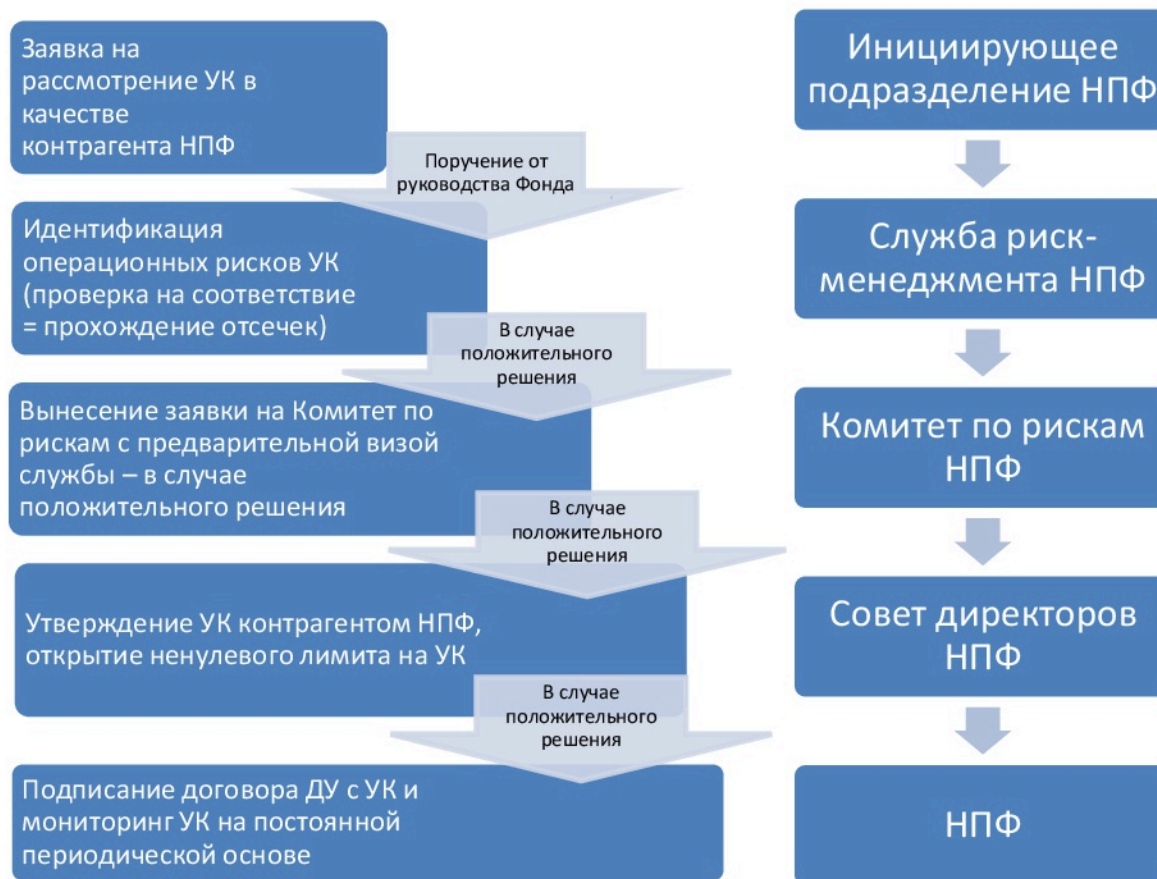 Заявка на
рассмотрение УК в
качестве
контрагента НПФ
Поручение от
руководства Фонда
Идентификация
операционных рисков УК
(проверка на соответствие
= прохождение отсечек)
В случае
положительного
решения
Вынесение заявки на Комитет по
рискам с предварительной визой
службы – в случае
положительного решения
В случае
положительного
решения
Утверждение УК контрагентом НПФ,
открытие ненулевого лимита на УК
В случае
положительного
решения
Подписание договора ДУ с УК и
мониторинг УК на постоянной
периодической основе
Инициирующее
подразделение НПФ
Служба риск-
менеджмента НПФ
Комитет по рискам
НПФ
Совет директоров
НПФ
НПФ